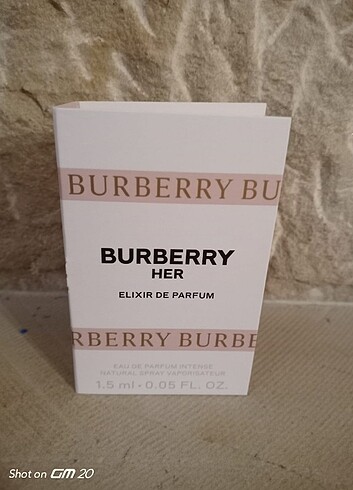 BURBERRY BU
BURBERRY
HER
ELIXIR DE PARFUM
RBERRY BURBE
EAU DE PARFUM INTENSE
NATURAL SPRAY VAPORISATEUR
1.5 ml • 0.05 FL. OZ.
Shot on GM 20